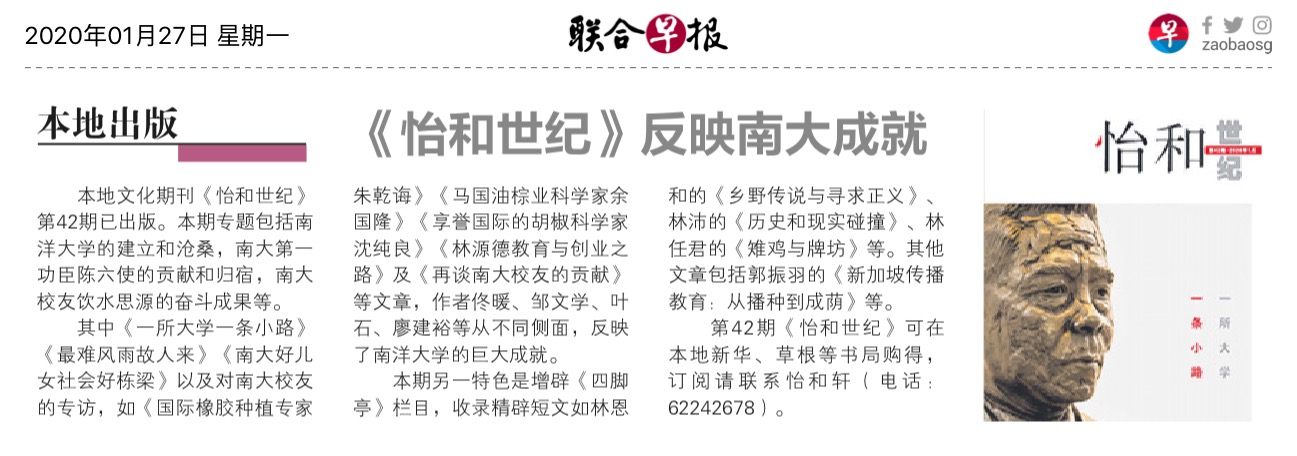 2020年01月27日 星期一
联合早报
早
zaobaosg
本地出版
《怡和世纪》反映南大成就
本地文化期刊《怡和世纪》
第42期已出版。本期专题包括南
洋大学的建立和沧桑，南大第一
功臣陈六使的贡献和归宿，南大
校友饮水思源的奋斗成果等。
其中《一所大学一条小路》
《最难风雨故人来》《南大好儿
女社会好栋梁》以及对南大校友
的专访，如《国际橡胶种植专家
朱乾海》《马国油棕业科学家余
国隆》《享誉国际的胡椒科学家
沈纯良》《林源德教育与创业之
路》及《再谈南大校友的贡献》
等文章，作者佟暖、邹文学、叶
石、廖建裕等从不同侧面，反映
了南洋大学的巨大成就。
本期另一特色是增辟《四脚
亭》栏目，收录精辟短文如林恩
和的《乡野传说与寻求正义》、
林沛的《历史和现实碰撞》、林
任君的《雉鸡与牌坊》等。其他
文章包括郭振羽的《新加坡传播
教育：从播种到成荫》等。
第42期《怡和世纪》可在
本地新华、草根等书局购得，
订阅请联系怡和轩（电话：
62242678）。
怡和世纪
一所大学
一条小路